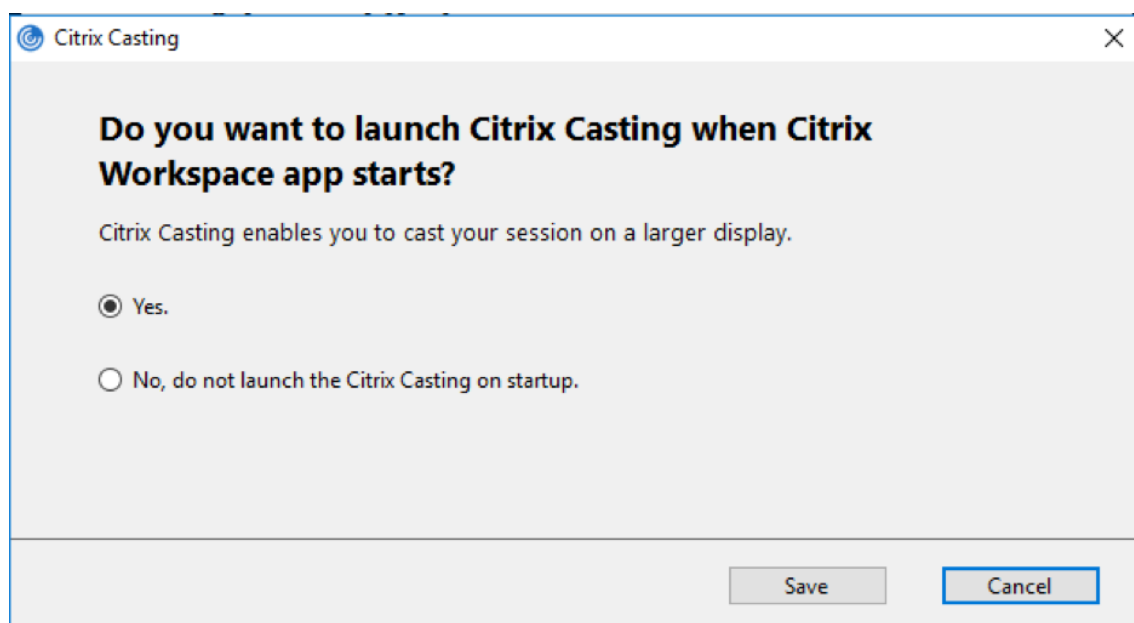 Citrix Casting
Do you want to launch Citrix Casting when Citrix
Workspace app starts?
Citrix Casting enables you to cast your session on a larger display.
Yes.
No, do not launch the Citrix Casting on startup.
Save
Cancel